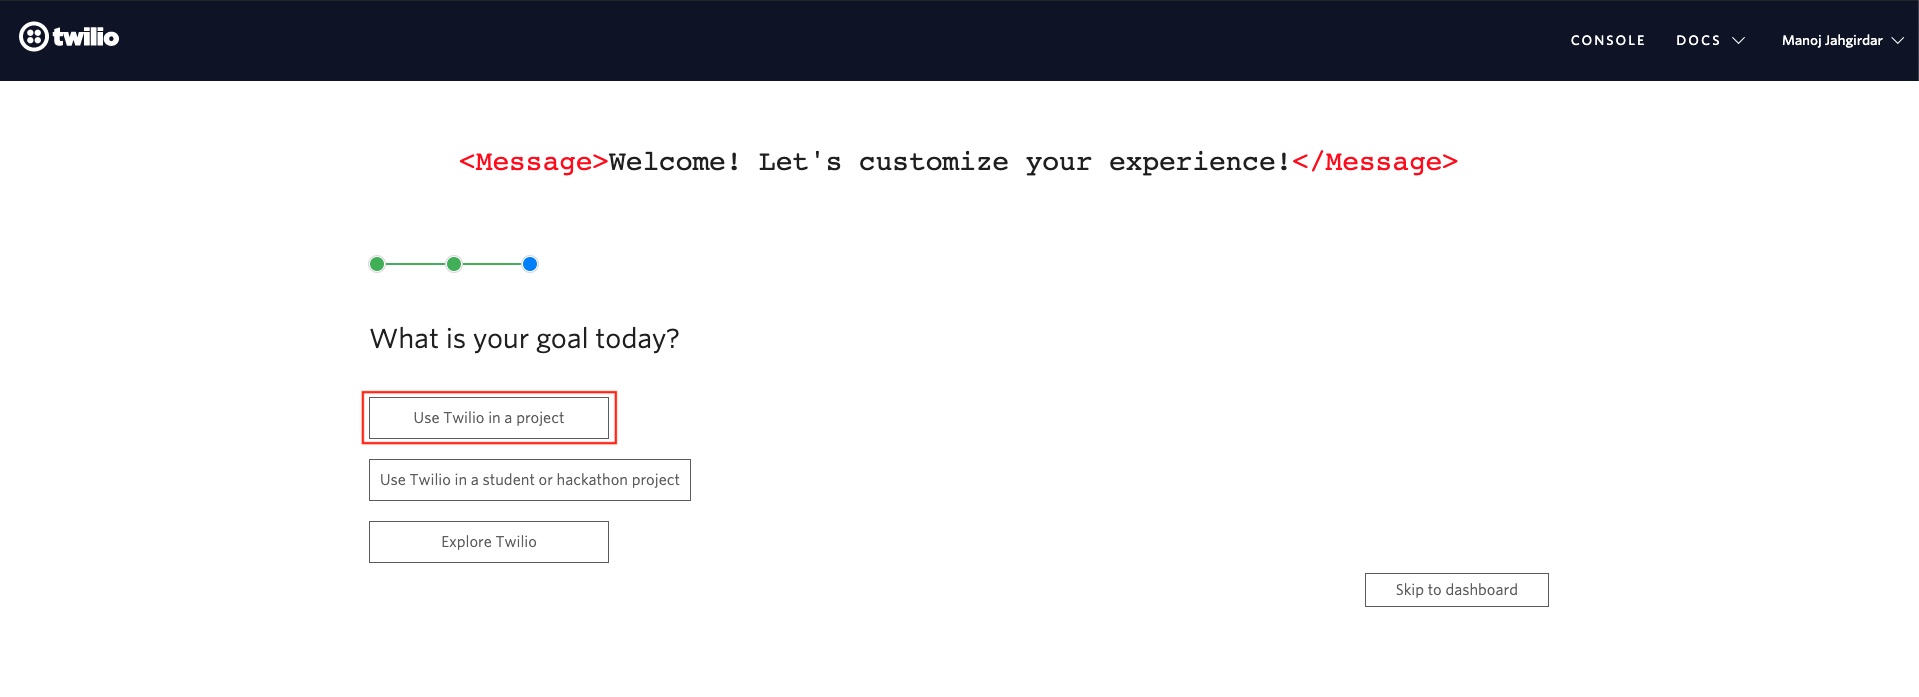 twilio
CONSOLE DOCS Manoj Jahgirdar
<Message>Welcome! Let's customize your experience!</Message>
What is your goal today?
Use Twilio in a project
Use Twilio in a student or hackathon project
Explore Twilio
Skip to dashboard